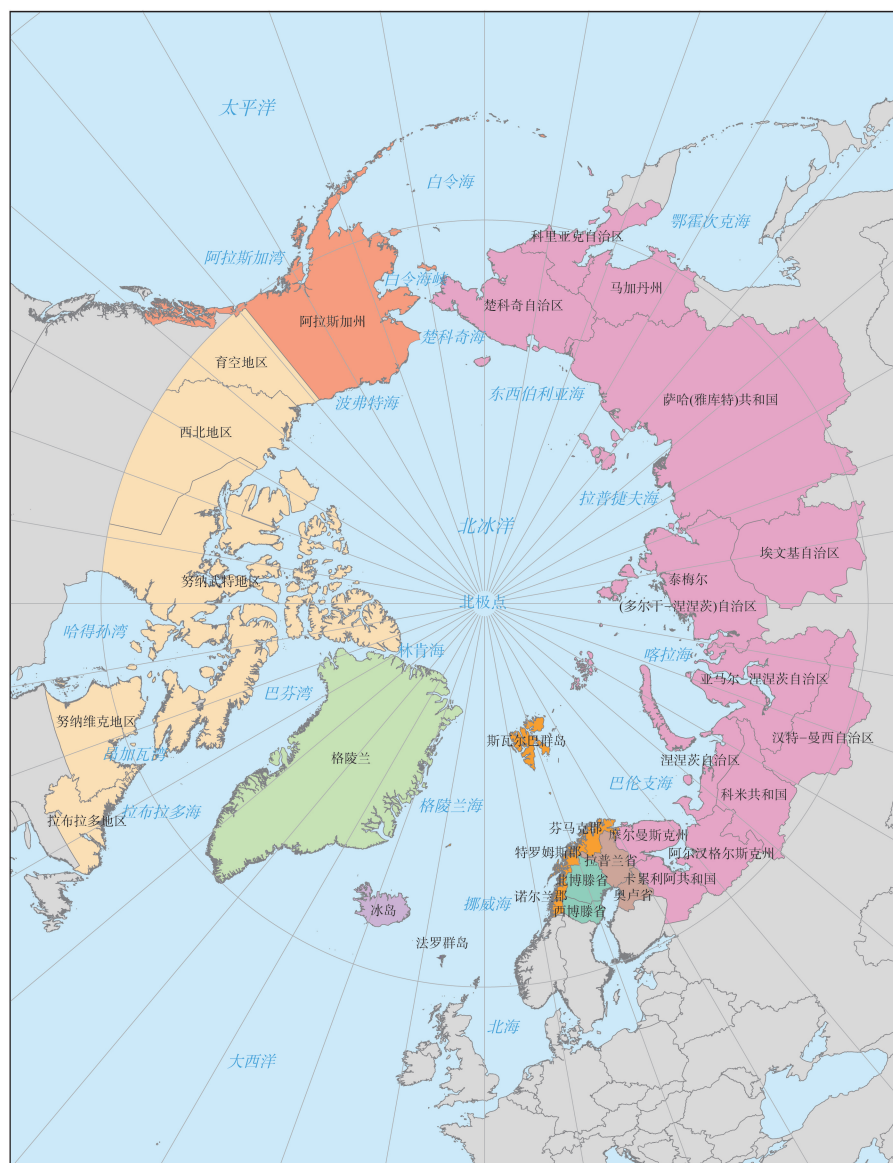 太平洋
白令海
鄂霍次克海
科里亚克自治区
阿拉斯加湾
白令海峡
马加丹州
楚科奇自治区
阿拉斯加州
楚科奇海
育空地区
东西伯利亚海
波弗特海
萨哈(雅库特)共和国
西北地区
拉普捷夫海
北冰洋
埃文基自治区
努纳武特地区
泰梅尔
(多尔干-涅涅茨)自治区
北极点
哈得孙湾
林肯海
喀拉海
亚马尔-涅涅茨自治区
巴芬湾
努纳维克地区
斯瓦尔巴群岛
汉特-曼西自治区
昂加瓦湾
格陵兰
涅涅茨自治区
巴伦支海
科米共和国
格陵兰海
拉布拉多海
拉布拉多地区
芬马克郡
摩尔曼斯克州
特罗姆斯郡
拉普兰省
阿尔汉格尔斯克州
北博滕省
卡累利阿共和国
诺尔兰郡
奥卢省
挪威海
西博滕省
冰岛
法罗群岛
北海
大西洋